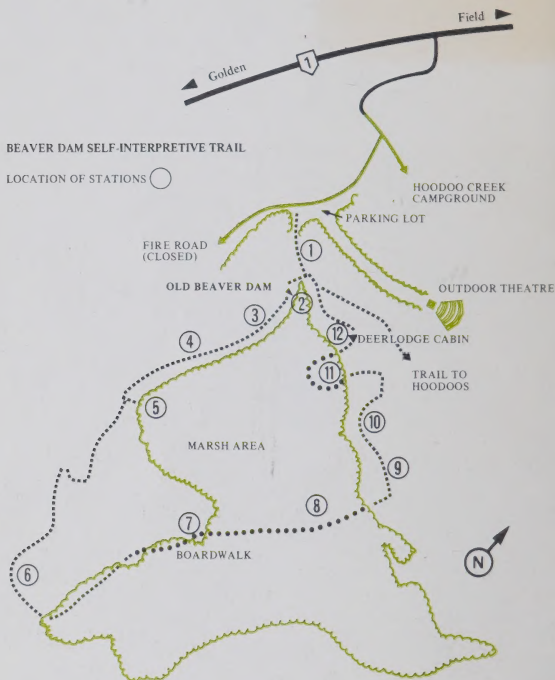 Field
1
Golden
BEAVER DAM SELF-INTERPRETIVE TRAIL
LOCATION OF STATIONS
HOODOO CREEK
CAMPGROUND
PARKING LOT
FIRE ROAD
(CLOSED)
1
OUTDOOR THEATRE
OLD BEAVER DAM
2
3
12
DEERLODGE CABIN
4
TRAIL TO
HOODOOS
11
5
10
MARSH AREA
9
8
7
BOARDWALK
N
6